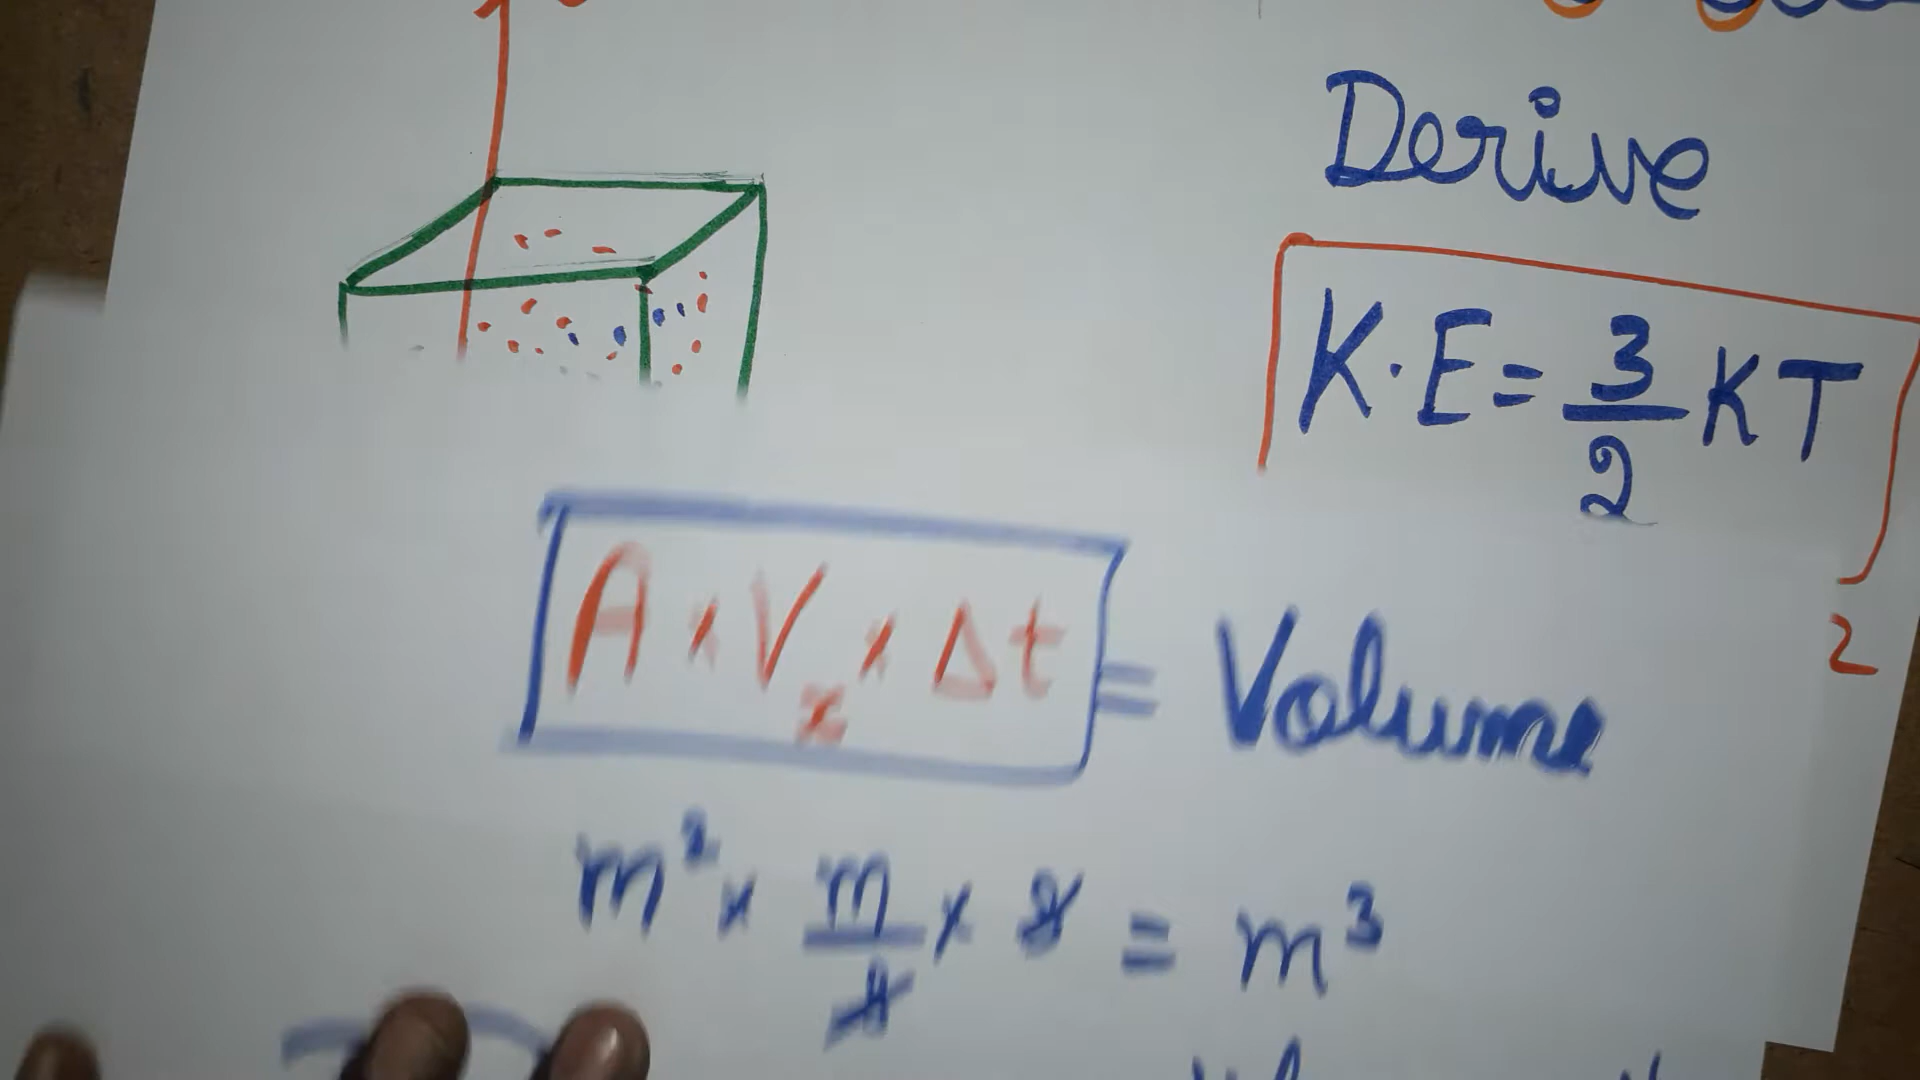 Derive
K.E = 3/2 KT
2
A × Vx × Δt = Volume
m² × m/s × s = m³